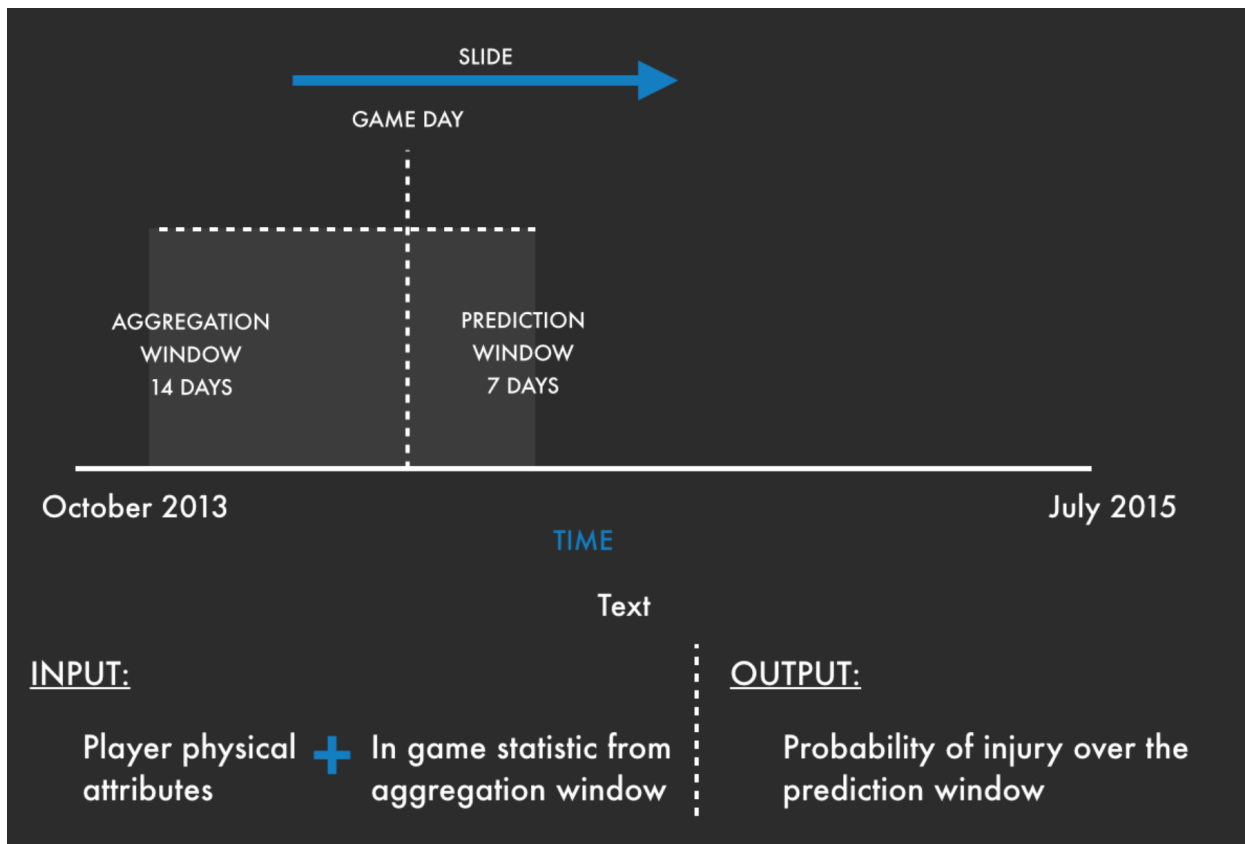 SLIDE
GAME DAY
AGGREGATION
WINDOW
14 DAYS
PREDICTION
WINDOW
7 DAYS
October 2013
July 2015
TIME
Text
INPUT:
Player physical
attributes
+
In game statistic from
aggregation window
OUTPUT:
Probability of injury over the
prediction window